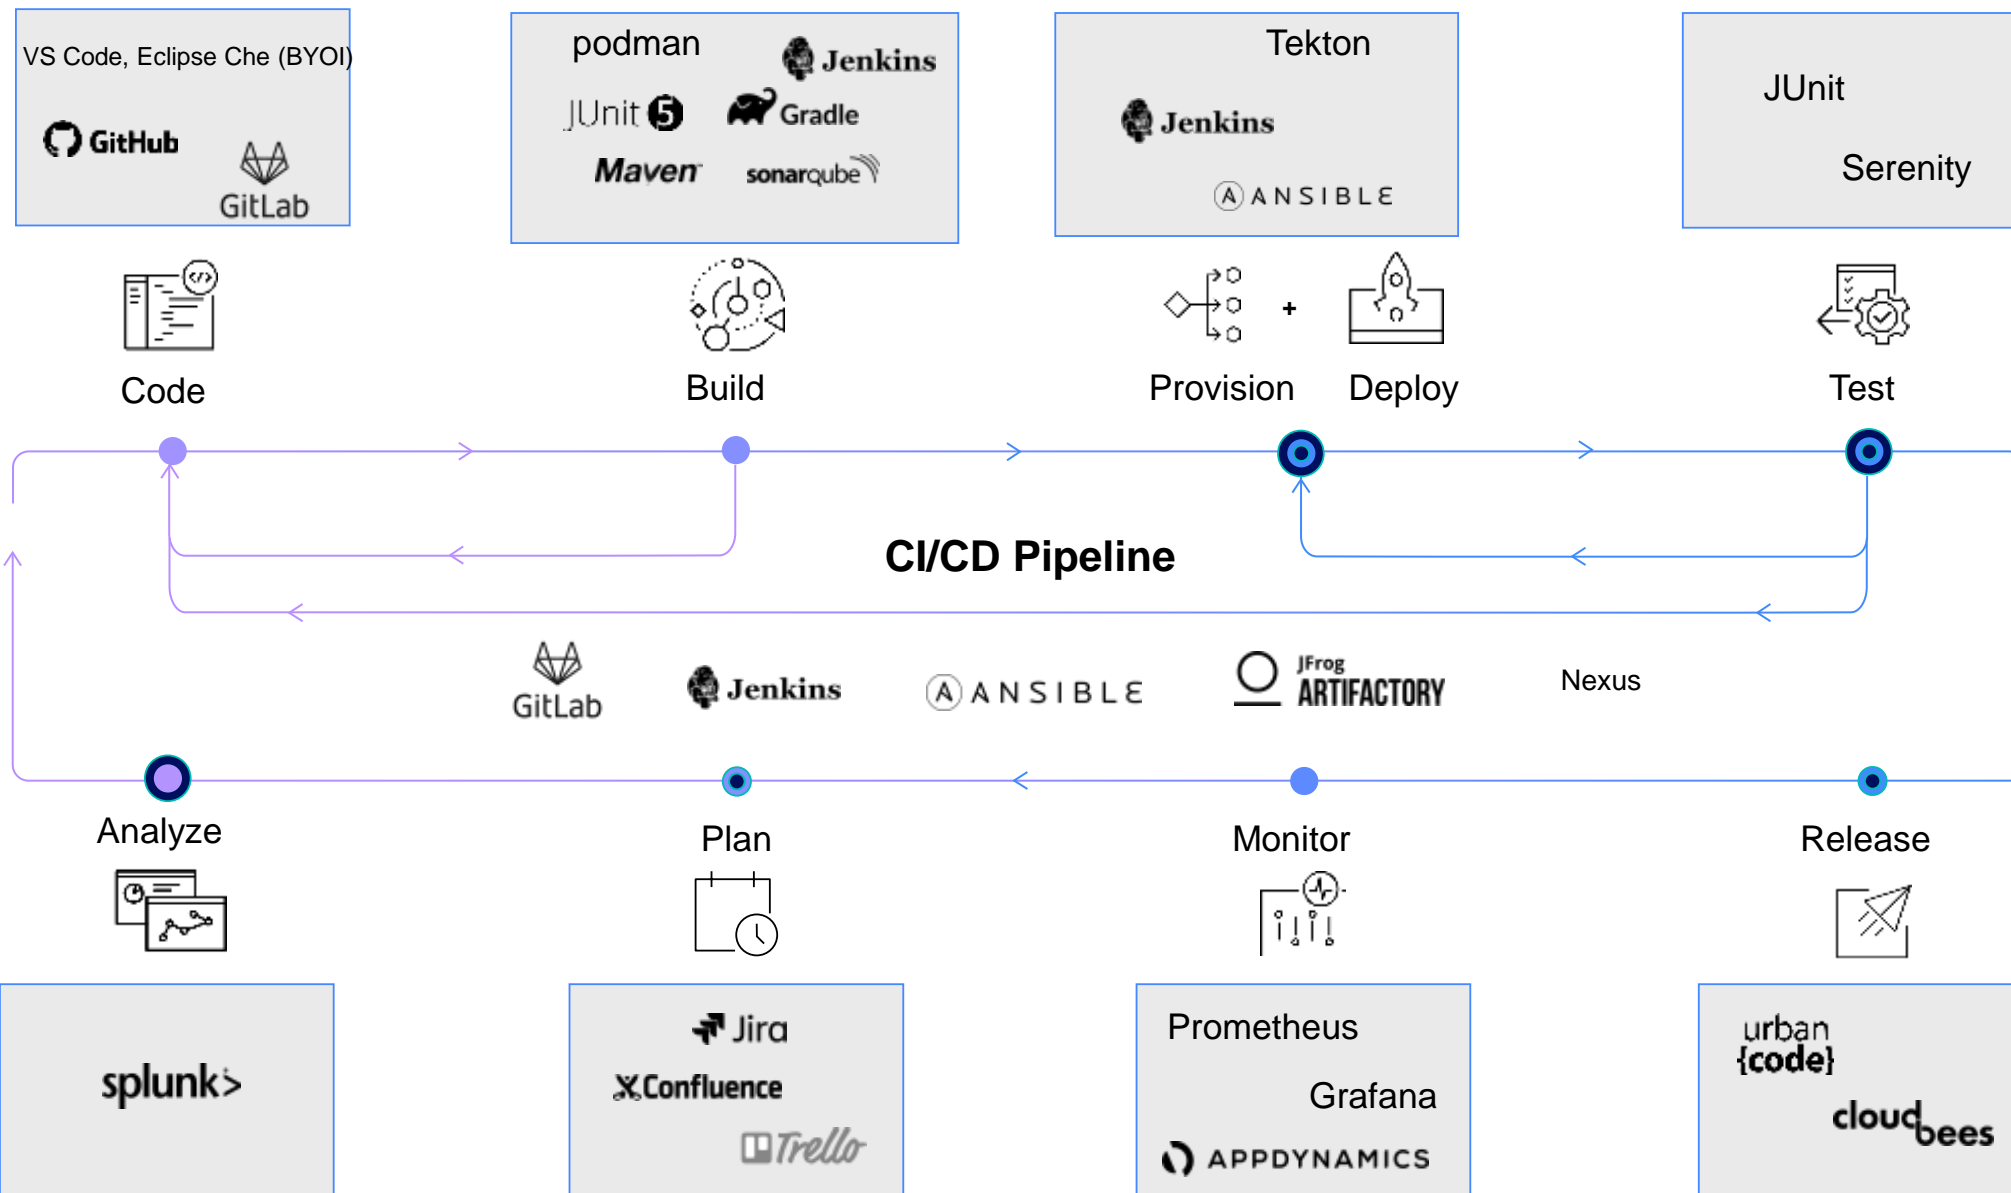 VS Code, Eclipse Che (BYOI)
GitHub
GitLab
podman
Jenkins
JUnit 5
Gradle
Maven
sonarqube
Tekton
Jenkins
A ANSIBLE
JUnit
Serenity
</>
+
Code
Build
Provision
Deploy
Test
CI/CD Pipeline
GitLab
Jenkins
A ANSIBLE
JFrog
ARTIFACTORY
Nexus
Analyze
Plan
Monitor
Release
splunk>
Jira
Confluence
Trello
Prometheus
Grafana
APPDYNAMICS
urban
{code}
cloudbees